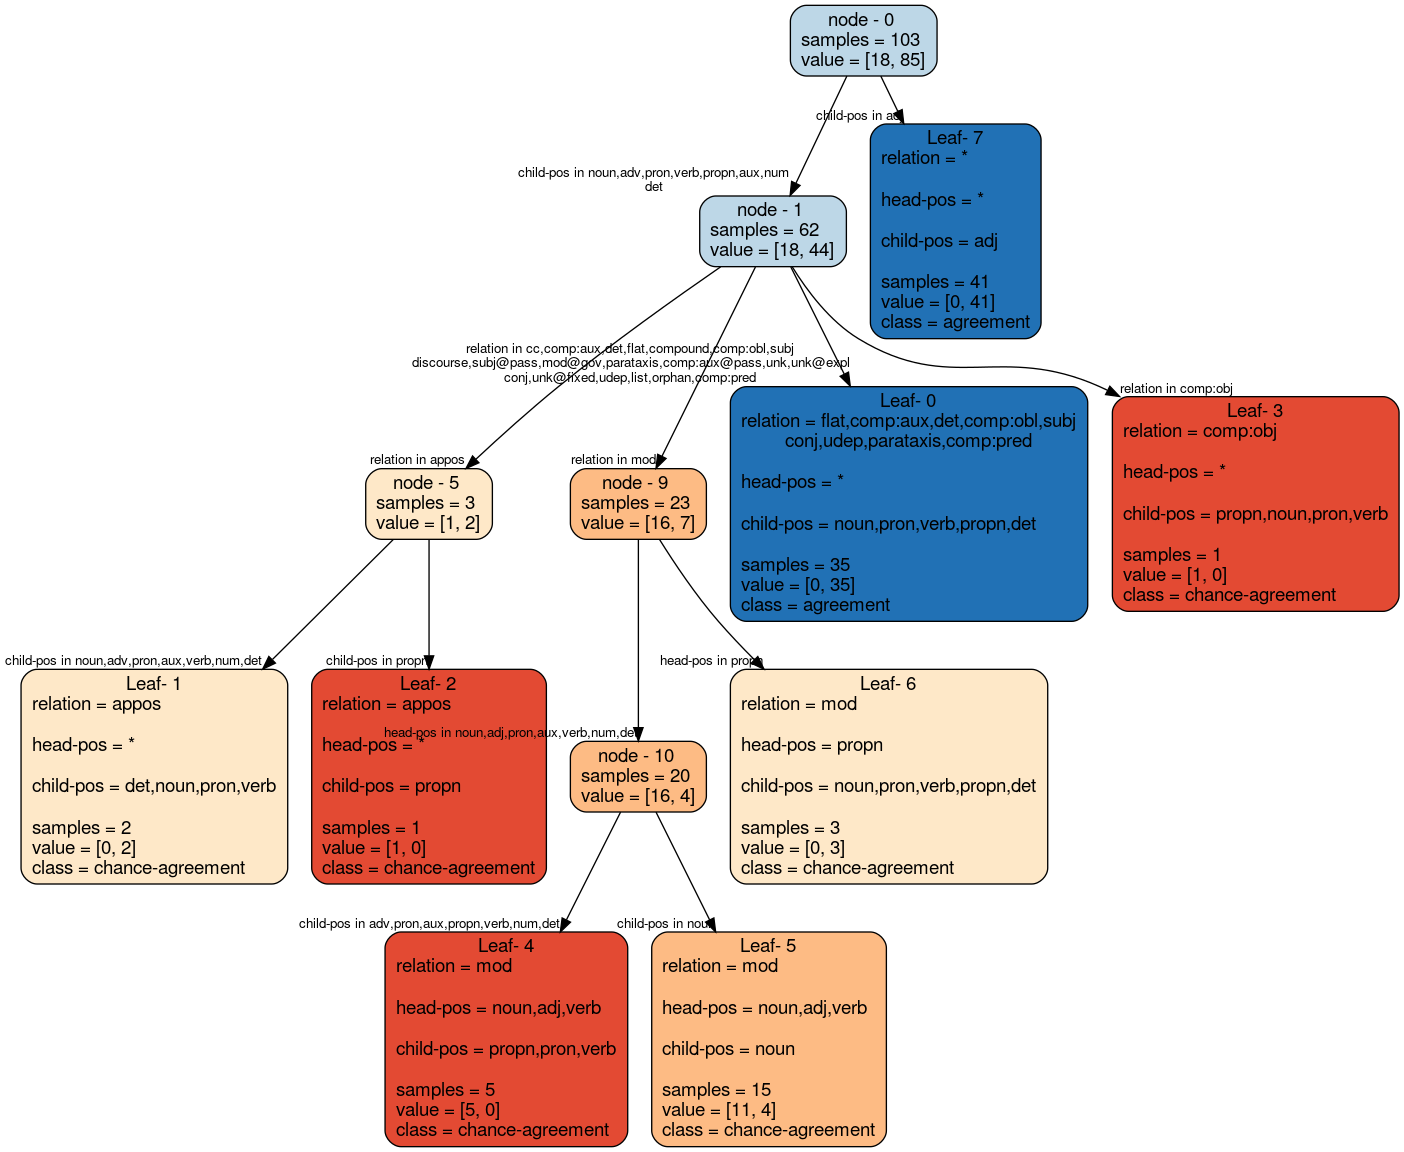 node - 0
samples = 103
value = [18, 85]
child-pos in adj
Leaf- 7
relation = *
head-pos = *
child-pos = adj
samples = 41
value = [0, 41]
class = agreement
child-pos in noun,adv,pron,verb,propn,aux,num
det
node - 1
samples = 62
value = [18, 44]
relation in cc,comp:aux,det,flat,compound,comp:obl,subj
discourse,subj@pass,mod@gov,parataxis,comp:aux@pass,unk,unk@expl
conj,unk@fixed,udep,list,orphan,comp:pred
relation in comp:obj
Leaf- 0
relation = flat,comp:aux,det,comp:obl,subj
conj,udep,parataxis,comp:pred
head-pos = *
child-pos = noun,pron,verb,propn,det
samples = 35
value = [0, 35]
class = agreement
Leaf- 3
relation = comp:obj
head-pos = *
child-pos = propn,noun,pron,verb
samples = 1
value = [1, 0]
class = chance-agreement
relation in appos
node - 5
samples = 3
value = [1, 2]
relation in mod
node - 9
samples = 23
value = [16, 7]
child-pos in noun,adv,pron,aux,verb,num,det
Leaf- 1
relation = appos
head-pos = *
child-pos = det,noun,pron,verb
samples = 2
value = [0, 2]
class = chance-agreement
child-pos in propn
Leaf- 2
relation = appos
head-pos = *
child-pos = propn
samples = 1
value = [1, 0]
class = chance-agreement
head-pos in noun,adj,pron,aux,verb,num,det
node - 10
samples = 20
value = [16, 4]
head-pos in propn
Leaf- 6
relation = mod
head-pos = propn
child-pos = noun,pron,verb,propn,det
samples = 3
value = [0, 3]
class = chance-agreement
child-pos in adv,pron,aux,propn,verb,num,det
Leaf- 4
relation = mod
head-pos = noun,adj,verb
child-pos = propn,pron,verb
samples = 5
value = [5, 0]
class = chance-agreement
child-pos in noun
Leaf- 5
relation = mod
head-pos = noun,adj,verb
child-pos = noun
samples = 15
value = [11, 4]
class = chance-agreement